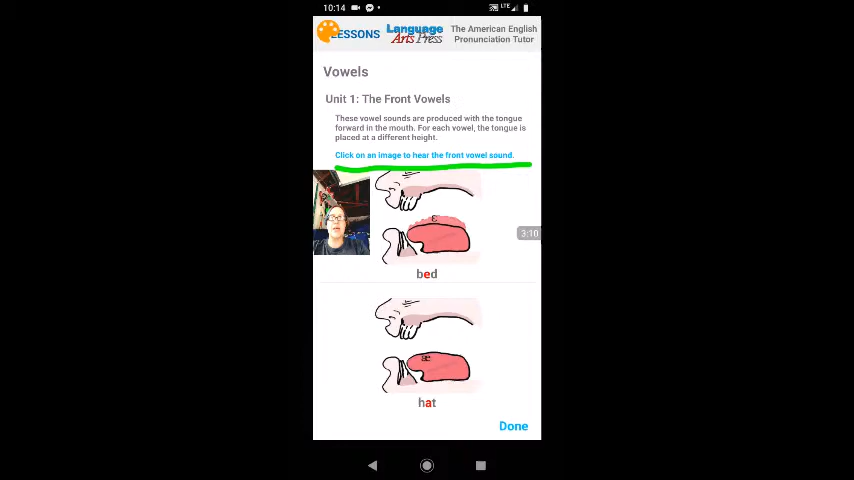 10:14
LTE
LESSONS
Language
Arts Press
The American English
Pronunciation Tutor
Vowels
Unit 1: The Front Vowels
These vowel sounds are produced with the tongue
forward in the mouth. For each vowel, the tongue is
placed at a different height.
Click on an image to hear the front vowel sound.
ε
3:10
bed
æ
hat
Done